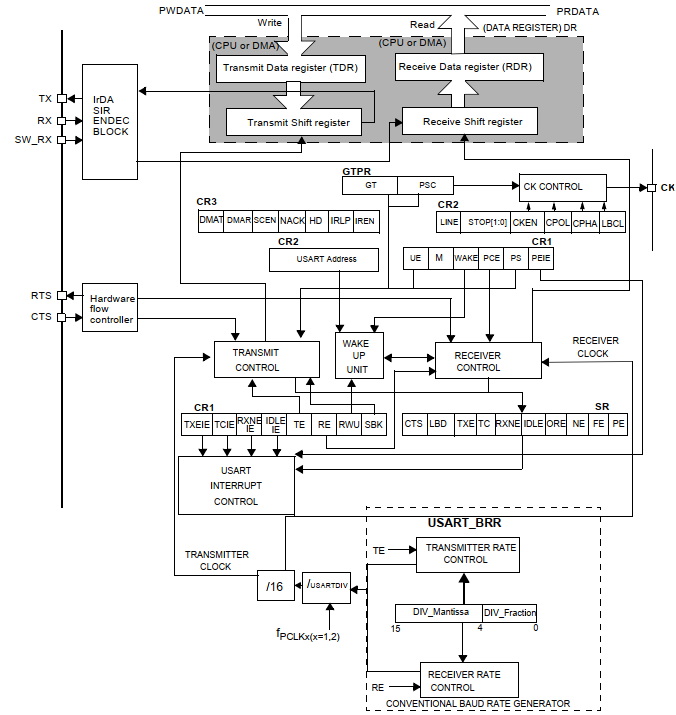 PWDATA
PRDATA
Write
Read
(DATA REGISTER) DR
(CPU or DMA)
(CPU or DMA)
Transmit Data register (TDR)
Receive Data register (RDR)
TX
RX
SW_RX
IrDA
SIR
ENDEC
BLOCK
Transmit Shift register
Receive Shift register
GTPR
GT
PSC
CK CONTROL
CK
CR3
DMAT
DMAR
SCEN
NACK
HD
IRLP
IREN
CR2
LINE
STOP[1:0]
CKEN
CPOL
CPHA
LBCL
CR2
USART Address
CR1
UE
M
WAKE
PCE
PS
PEIE
RTS
CTS
Hardware
flow
controller
TRANSMIT
CONTROL
WAKE
UP
UNIT
RECEIVER
CONTROL
RECEIVER
CLOCK
CR1
TXEIE
TCIE
RXNE
IE
IDLE
IE
TE
RE
RWU
SBK
SR
CTS
LBD
TXE
TC
RXNE
IDLE
ORE
NE
FE
PE
USART
INTERRUPT
CONTROL
USART_BRR
TRANSMITTER
CLOCK
TE
TRANSMITTER RATE
CONTROL
/16
/USARTDIV
DIV_Mantissa
DIV_Fraction
15
4
0
fPCLKx(x=1,2)
RE
RECEIVER RATE
CONTROL
CONVENTIONAL BAUD RATE GENERATOR